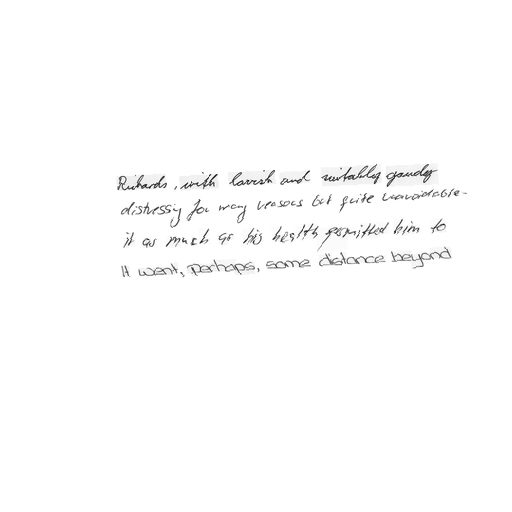 Richards, with lavish and suitably gaudy
distressing for many reasons but quite unavoidable -
it as much as his health permitted him to
It went, perhaps, some distance beyond